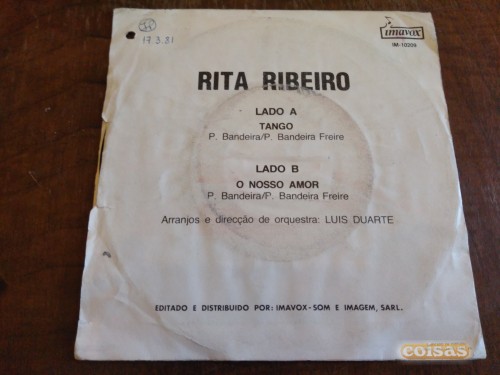 17.3.81
imavox
IM-10209
RITA RIBEIRO
LADO A
TANGO
P. Bandeira/P. Bandeira Freire
LADO B
O NOSSO AMOR
P. Bandeira/P. Bandeira Freire
Arranjos e direcção de orquestra: LUIS DUARTE
EDITADO E DISTRIBUIDO POR: IMAVOX-SOM E IMAGEM, SARL.
coisas